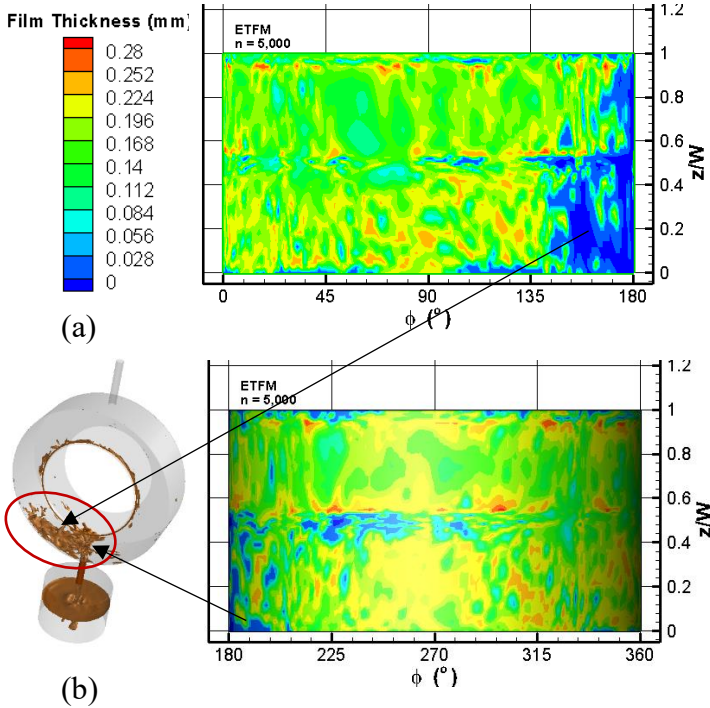 Film Thickness (mm)
0.28
0.252
0.224
0.196
0.168
0.14
0.112
0.084
0.056
0.028
0
(a)
ETFM
n = 5,000
1.2
1
0.8
0.6
0.4
0.2
0
z/W
0 45 90 135 180
ϕ (°)
(b)
ETFM
n = 5,000
1.2
1
0.8
0.6
0.4
0.2
0
z/W
180 225 270 315 360
ϕ (°)